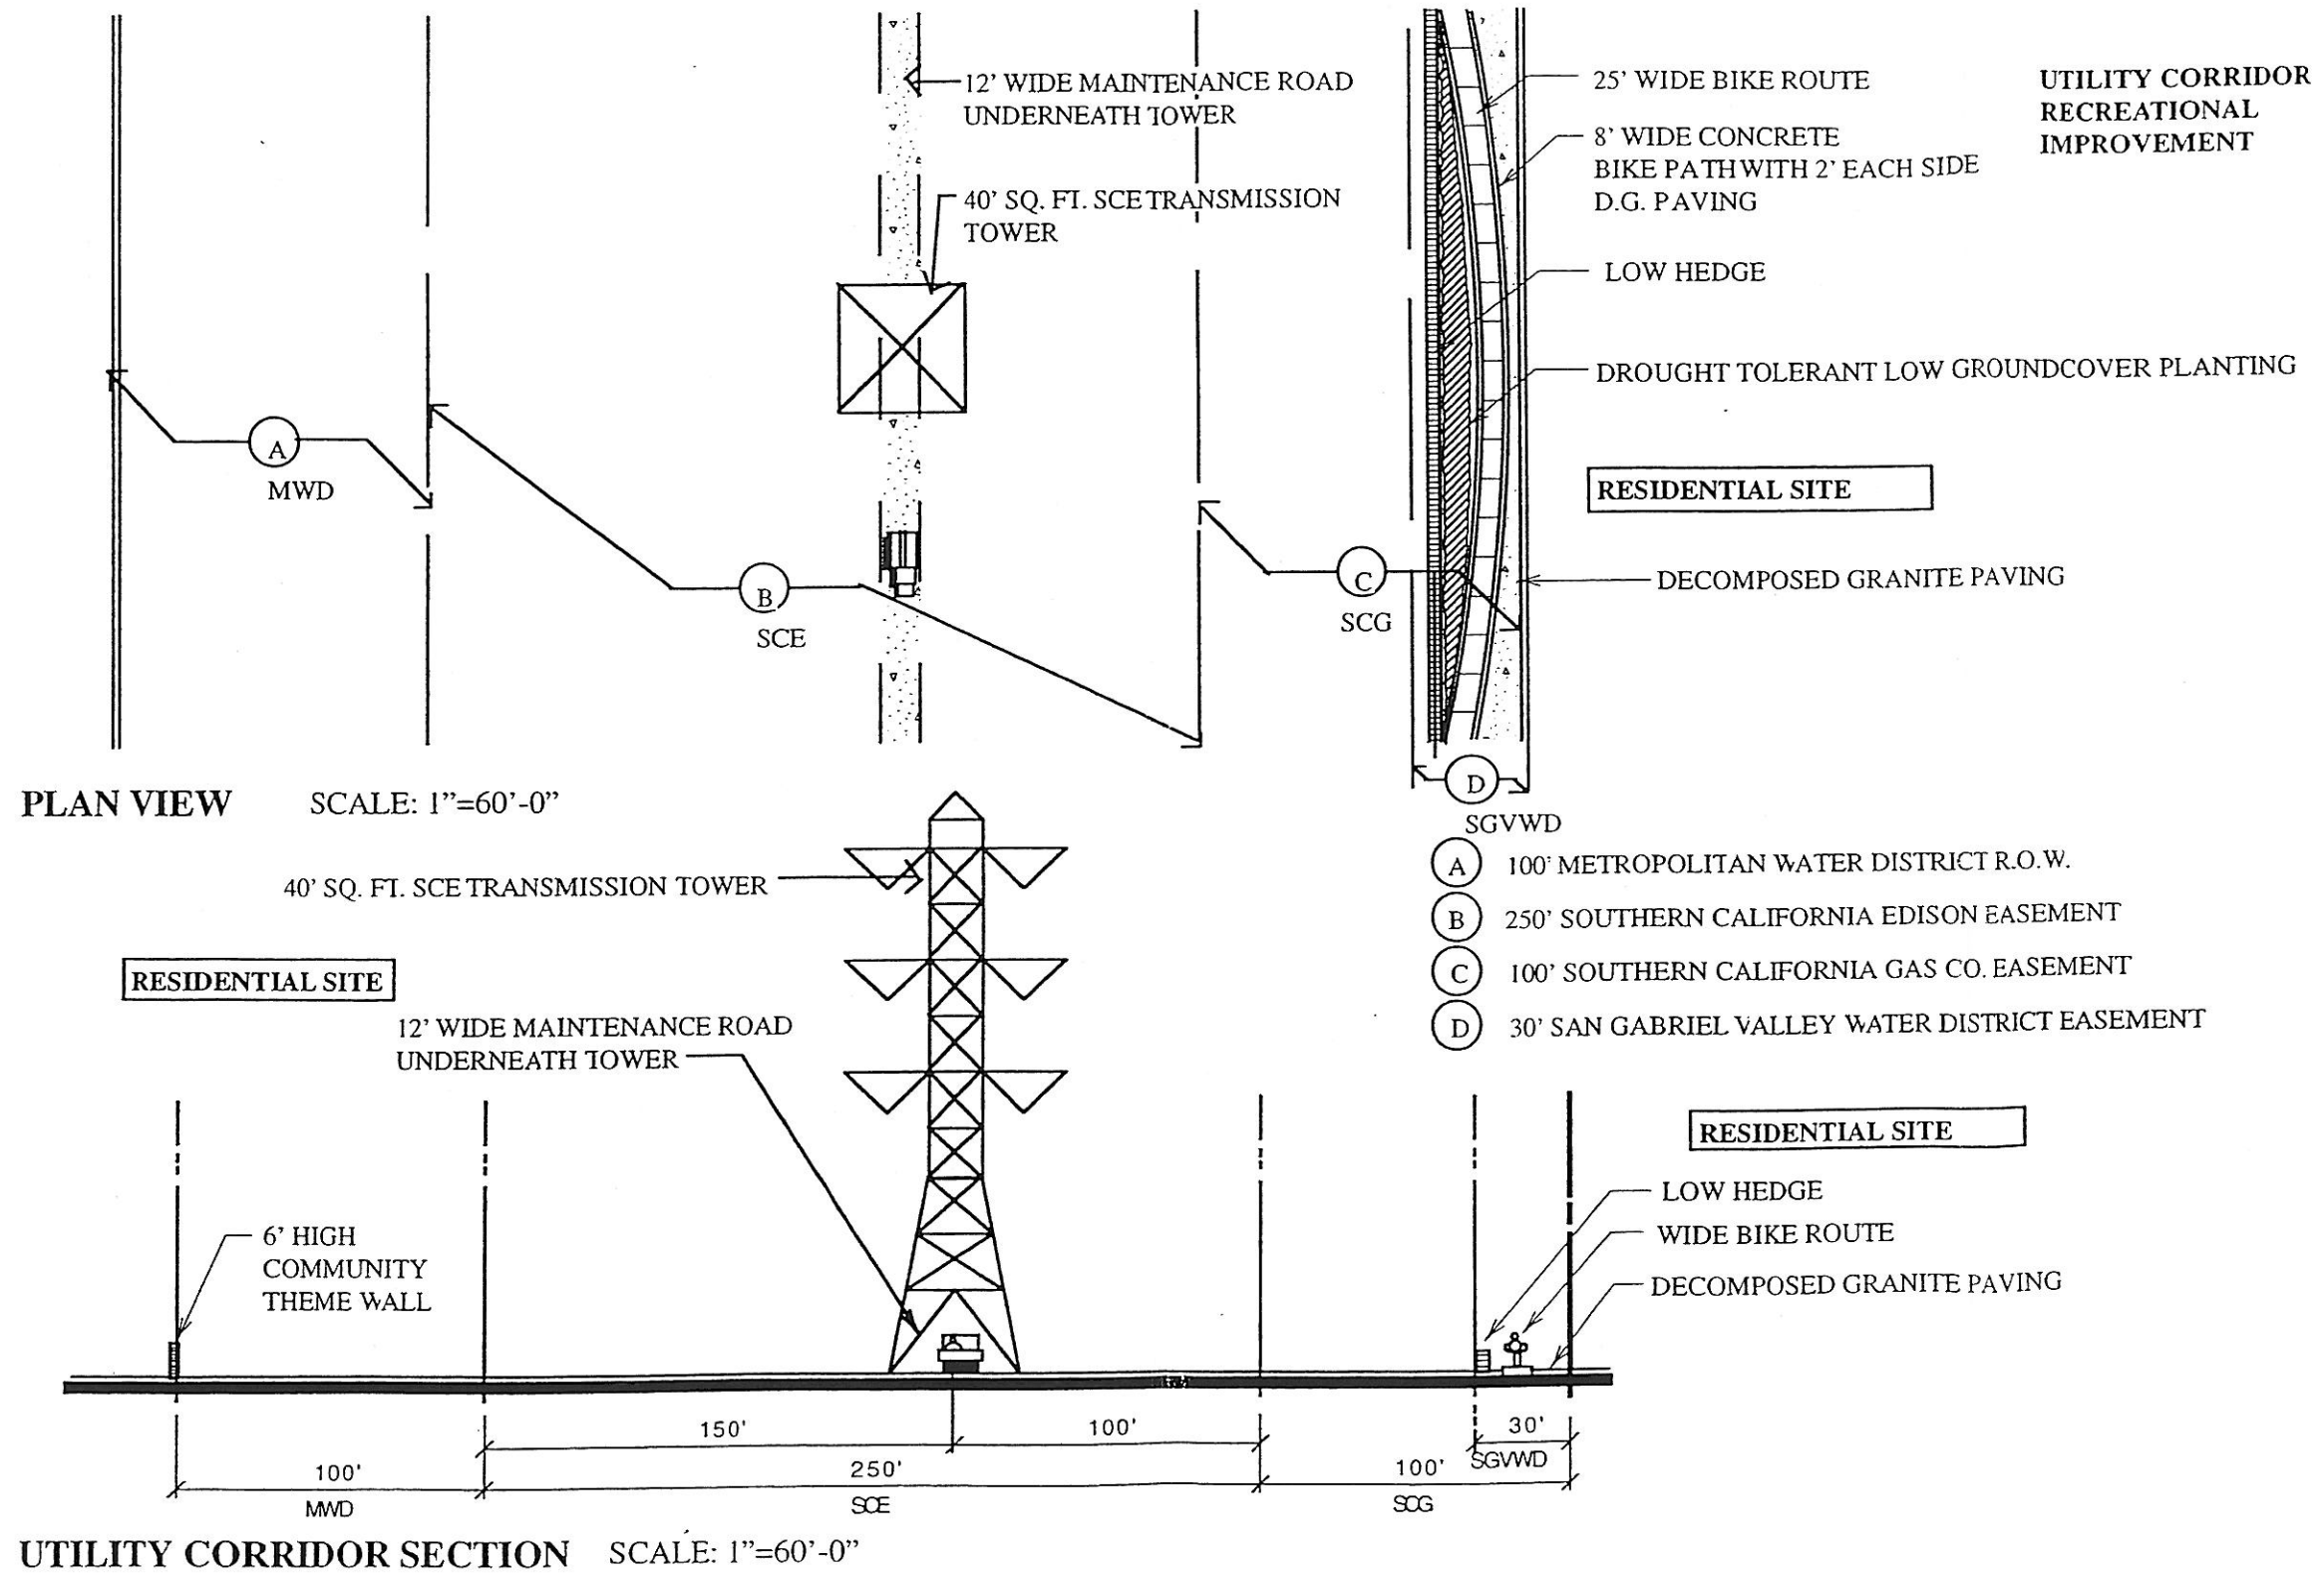 12' WIDE MAINTENANCE ROAD
UNDERNEATH TOWER
40' SQ. FT. SCE TRANSMISSION
TOWER
25' WIDE BIKE ROUTE
8' WIDE CONCRETE
BIKE PATH WITH 2' EACH SIDE
D.G. PAVING
UTILITY CORRIDOR
RECREATIONAL
IMPROVEMENT
LOW HEDGE
DROUGHT TOLERANT LOW GROUNDCOVER PLANTING
RESIDENTIAL SITE
DECOMPOSED GRANITE PAVING
A
MWD
B
SCE
C
SCG
D
SGVWD
PLAN VIEW SCALE: 1"=60'-0"
A 100' METROPOLITAN WATER DISTRICT R.O.W.
B 250' SOUTHERN CALIFORNIA EDISON EASEMENT
C 100' SOUTHERN CALIFORNIA GAS CO. EASEMENT
D 30' SAN GABRIEL VALLEY WATER DISTRICT EASEMENT
40' SQ. FT. SCE TRANSMISSION TOWER
RESIDENTIAL SITE
12' WIDE MAINTENANCE ROAD
UNDERNEATH TOWER
6' HIGH
COMMUNITY
THEME WALL
RESIDENTIAL SITE
LOW HEDGE
WIDE BIKE ROUTE
DECOMPOSED GRANITE PAVING
150'
100'
30'
SGVWD
100'
MWD
250'
SCE
100'
SCG
UTILITY CORRIDOR SECTION SCALE: 1"=60'-0"